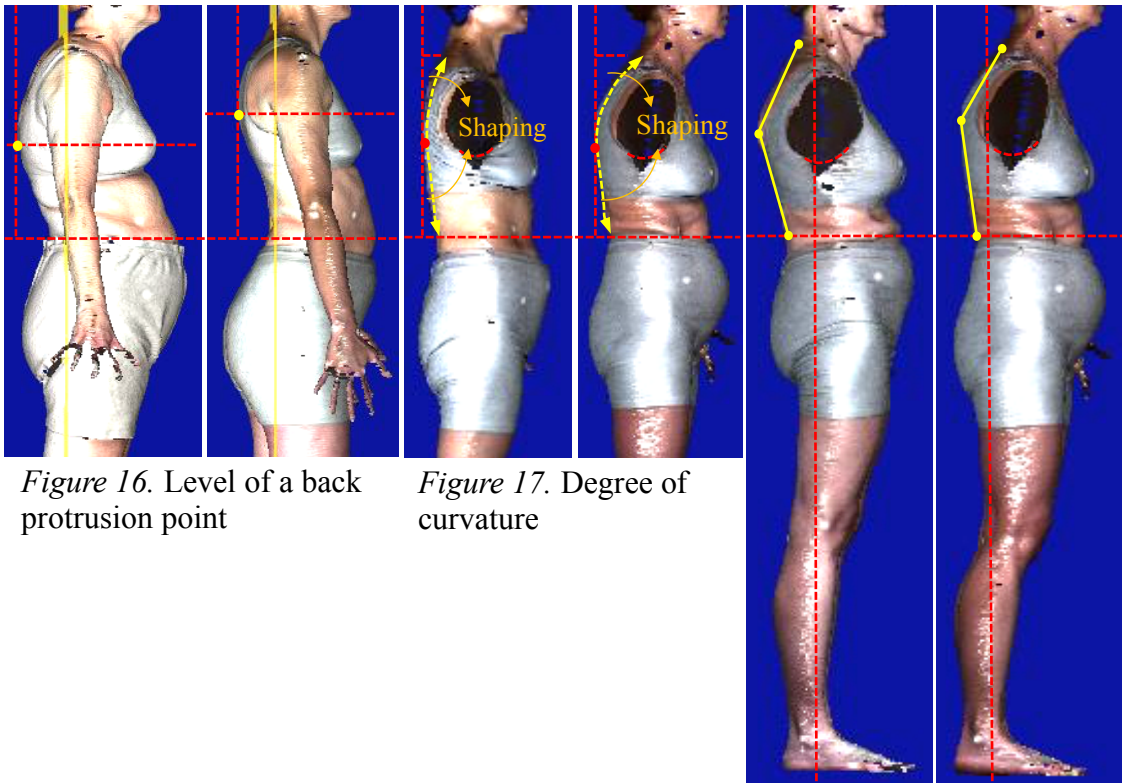 Shaping
Shaping
Figure 16. Level of a back
protrusion point
Figure 17. Degree of
curvature